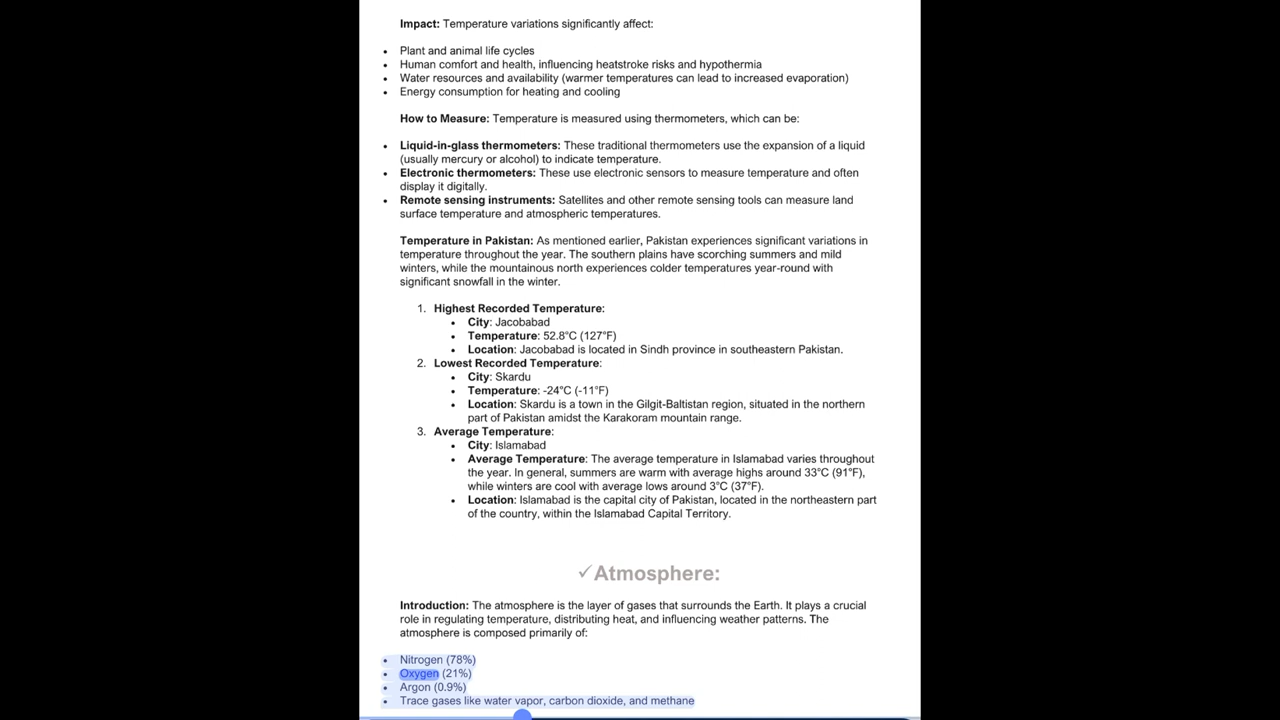 Impact: Temperature variations significantly affect:
• Plant and animal life cycles
• Human comfort and health, influencing heatstroke risks and hypothermia
• Water resources and availability (warmer temperatures can lead to increased evaporation)
• Energy consumption for heating and cooling
How to Measure: Temperature is measured using thermometers, which can be:
• Liquid-in-glass thermometers: These traditional thermometers use the expansion of a liquid
(usually mercury or alcohol) to indicate temperature.
• Electronic thermometers: These use electronic sensors to measure temperature and often
display it digitally.
• Remote sensing instruments: Satellites and other remote sensing tools can measure land
surface temperature and atmospheric temperatures.
Temperature in Pakistan: As mentioned earlier, Pakistan experiences significant variations in
temperature throughout the year. The southern plains have scorching summers and mild
winters, while the mountainous north experiences colder temperatures year-round with
significant snowfall in the winter.
1. Highest Recorded Temperature:
• City: Jacobabad
• Temperature: 52.8°C (127°F)
• Location: Jacobabad is located in Sindh province in southeastern Pakistan.
2. Lowest Recorded Temperature:
• City: Skardu
• Temperature: -24°C (-11°F)
• Location: Skardu is a town in the Gilgit-Baltistan region, situated in the northern
part of Pakistan amidst the Karakoram mountain range.
3. Average Temperature:
• City: Islamabad
• Average Temperature: The average temperature in Islamabad varies throughout
the year. In general, summers are warm with average highs around 33°C (91°F),
while winters are cool with average lows around 3°C (37°F).
• Location: Islamabad is the capital city of Pakistan, located in the northeastern part
of the country, within the Islamabad Capital Territory.
✓Atmosphere:
Introduction: The atmosphere is the layer of gases that surrounds the Earth. It plays a crucial
role in regulating temperature, distributing heat, and influencing weather patterns. The
atmosphere is composed primarily of:
• Nitrogen (78%)
• Oxygen (21%)
• Argon (0.9%)
• Trace gases like water vapor, carbon dioxide, and methane